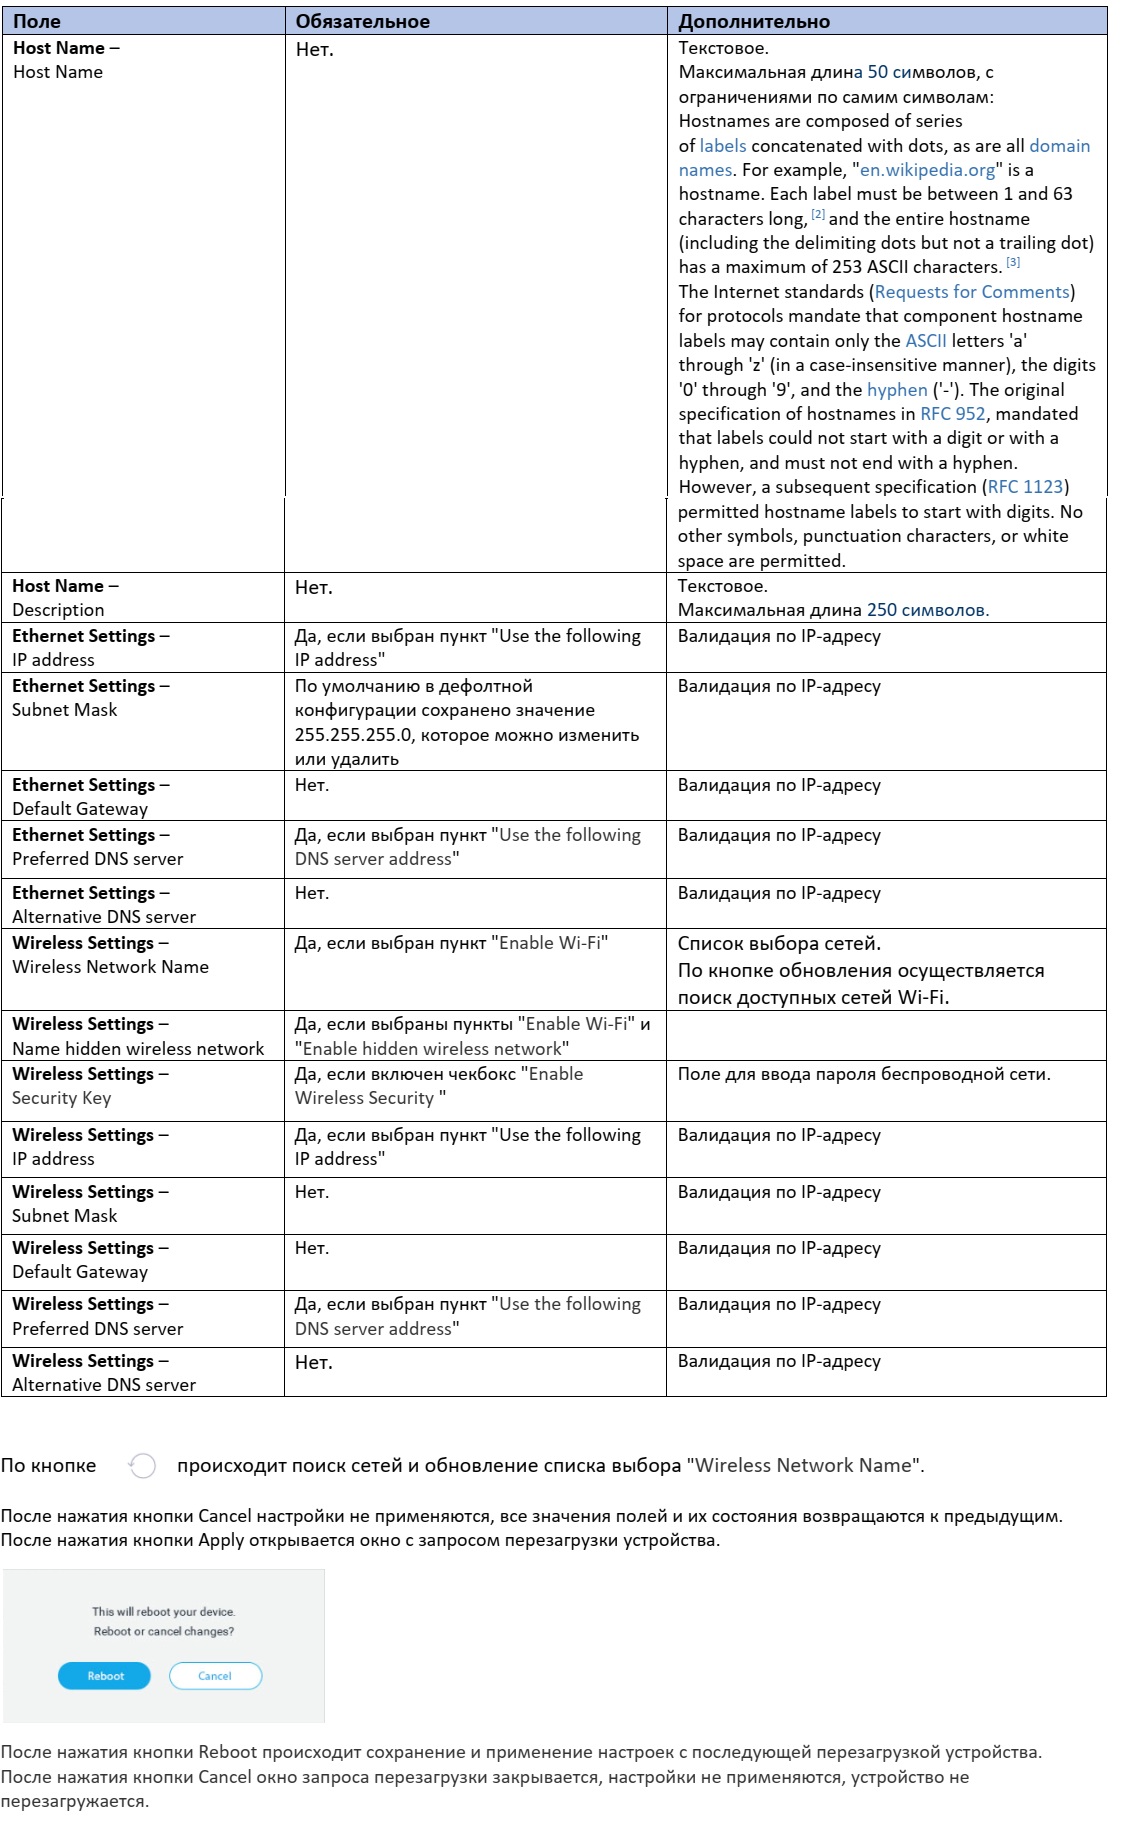 Поле Обязательное Дополнительно
Host Name – Нет. Текстовое.
Host Name Максимальная длина 50 символов, с
ограничениями по самим символам:
Hostnames are composed of series
of labels concatenated with dots, as are all domain
names. For example, "en.wikipedia.org" is a
hostname. Each label must be between 1 and 63
characters long, [2] and the entire hostname
(including the delimiting dots but not a trailing dot)
has a maximum of 253 ASCII characters. [3]
The Internet standards (Requests for Comments)
for protocols mandate that component hostname
labels may contain only the ASCII letters 'a'
through 'z' (in a case-insensitive manner), the digits
'0' through '9', and the hyphen ('-'). The original
specification of hostnames in RFC 952, mandated
that labels could not start with a digit or with a
hyphen, and must not end with a hyphen.
However, a subsequent specification (RFC 1123)
permitted hostname labels to start with digits. No
other symbols, punctuation characters, or white
space are permitted.
Host Name – Нет. Текстовое.
Description Максимальная длина 250 символов.
Ethernet Settings – Да, если выбран пункт "Use the following Валидация по IP-адресу
IP address IP address"
Ethernet Settings – По умолчанию в дефолтной Валидация по IP-адресу
Subnet Mask конфигурации сохранено значение
255.255.255.0, которое можно изменить
или удалить
Ethernet Settings – Нет. Валидация по IP-адресу
Default Gateway
Ethernet Settings – Да, если выбран пункт "Use the following Валидация по IP-адресу
Preferred DNS server DNS server address"
Ethernet Settings – Нет. Валидация по IP-адресу
Alternative DNS server
Wireless Settings – Да, если выбран пункт "Enable Wi-Fi" Список выбора сетей.
Wireless Network Name По кнопке обновления осуществляется
поиск доступных сетей Wi-Fi.
Wireless Settings – Да, если выбраны пункты "Enable Wi-Fi" и
Name hidden wireless network "Enable hidden wireless network"
Wireless Settings – Да, если включен чекбокс "Enable Поле для ввода пароля беспроводной сети.
Security Key Wireless Security "
Wireless Settings – Да, если выбран пункт "Use the following Валидация по IP-адресу
IP address IP address"
Wireless Settings – Нет. Валидация по IP-адресу
Subnet Mask
Wireless Settings – Нет. Валидация по IP-адресу
Default Gateway
Wireless Settings – Да, если выбран пункт "Use the following Валидация по IP-адресу
Preferred DNS server DNS server address"
Wireless Settings – Нет. Валидация по IP-адресу
Alternative DNS server
По кнопке происходит поиск сетей и обновление списка выбора "Wireless Network Name".
После нажатия кнопки Cancel настройки не применяются, все значения полей и их состояния возвращаются к предыдущим.
После нажатия кнопки Apply открывается окно с запросом перезагрузки устройства.
This will reboot your device.
Reboot or cancel changes?
Reboot Cancel
После нажатия кнопки Reboot происходит сохранение и применение настроек с последующей перезагрузкой устройства.
После нажатия кнопки Cancel окно запроса перезагрузки закрывается, настройки не применяются, устройство не
перезагружается.